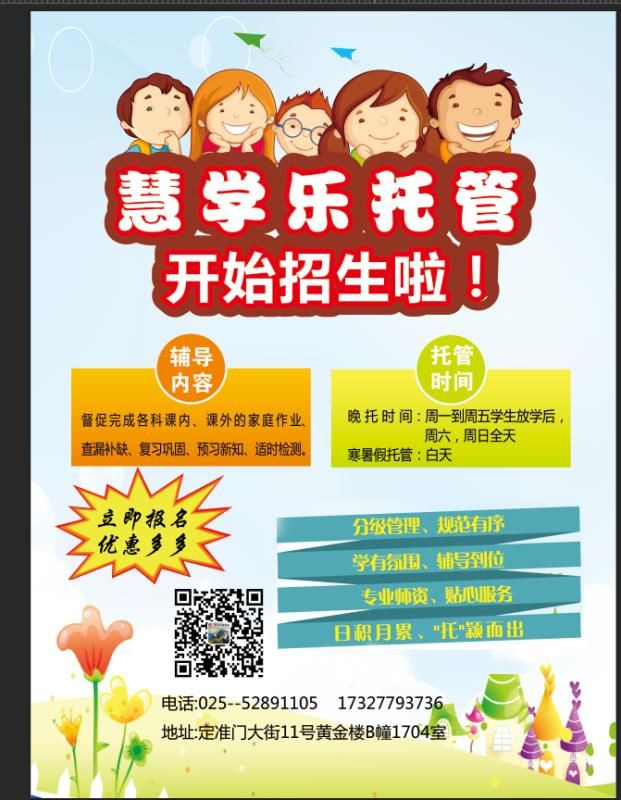 慧学乐托管
开始招生啦！
辅导
内容
督促完成各科课内、课外的家庭作业、
查漏补缺、复习巩固、预习新知、适时检测。
托管
时间
晚托时间：周一到周五学生放学后，
周六，周日全天
寒暑假托管：白天
立即报名
优惠多多
分级管理、规范有序
学有氛围、辅导到位
专业师资、贴心服务
日积月累、"托"颖而出
电话:025--52891105 17327793736
地址:定淮门大街11号黄金楼B幢1704室